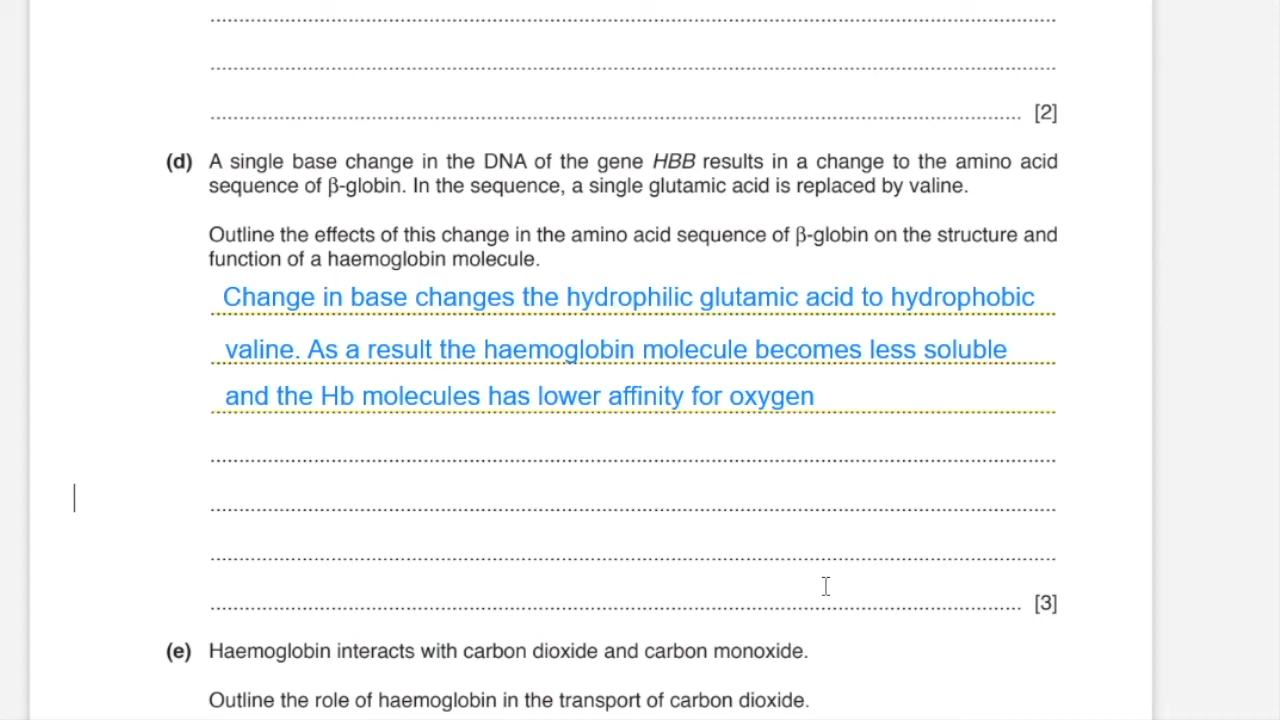 [2]
(d) A single base change in the DNA of the gene HBB results in a change to the amino acid
sequence of β-globin. In the sequence, a single glutamic acid is replaced by valine.
Outline the effects of this change in the amino acid sequence of β-globin on the structure and
function of a haemoglobin molecule.
Change in base changes the hydrophilic glutamic acid to hydrophobic
valine. As a result the haemoglobin molecule becomes less soluble
and the Hb molecules has lower affinity for oxygen
[3]
(e) Haemoglobin interacts with carbon dioxide and carbon monoxide.
Outline the role of haemoglobin in the transport of carbon dioxide.